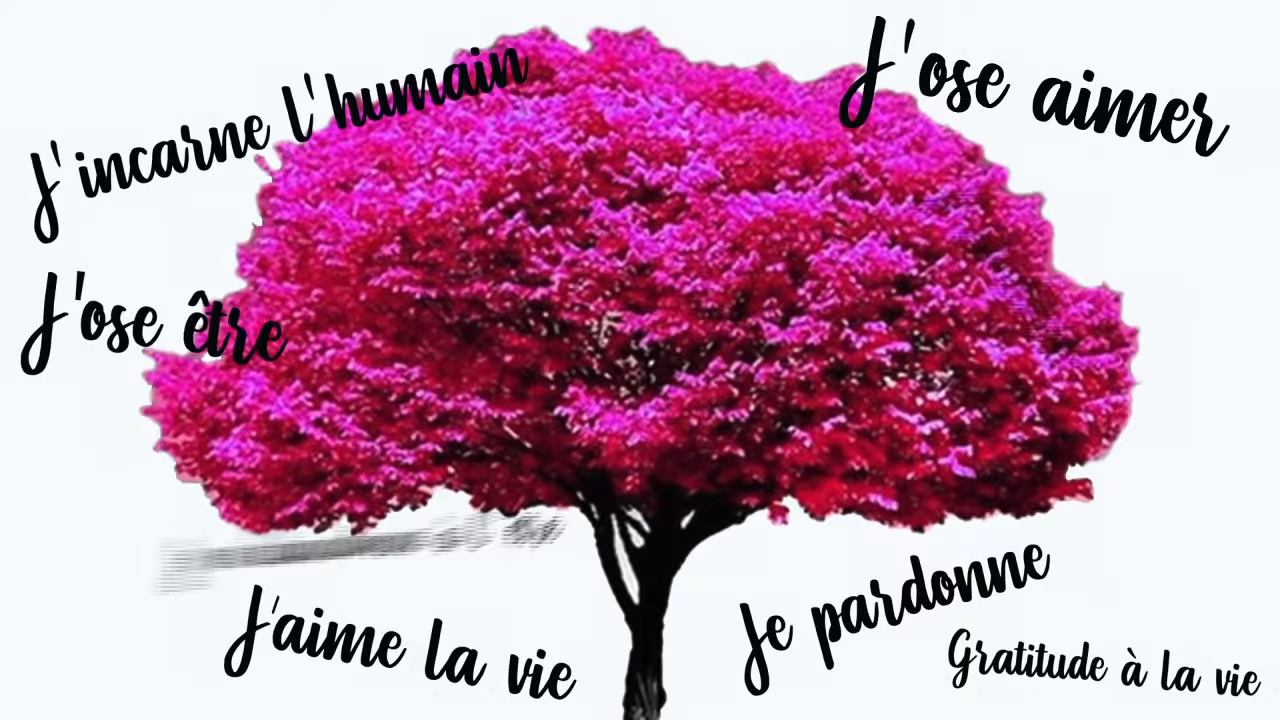 J'incarne l'humain
J'ose aimer
J'ose être
J'aime la vie
Je pardonne
Gratitude à la vie